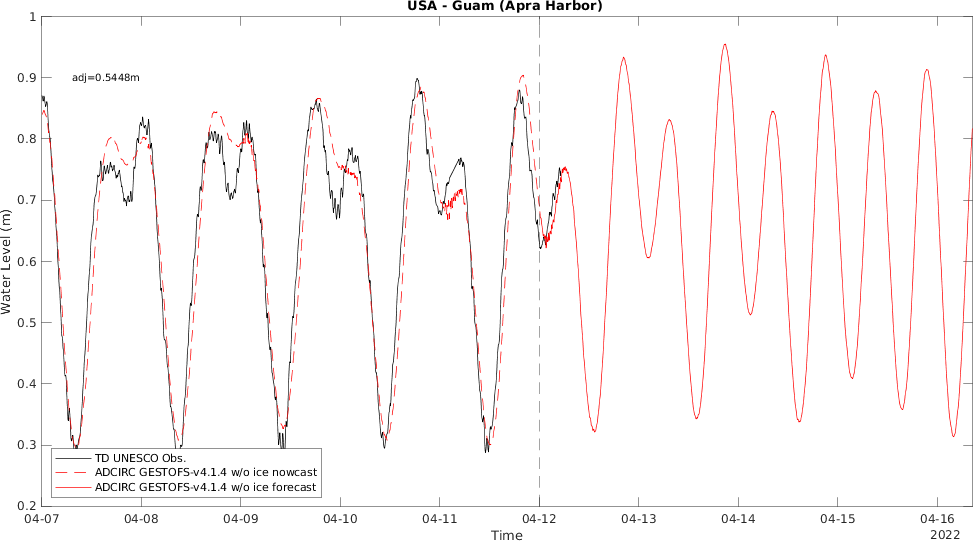 USA - Guam (Apra Harbor)
1
0.9
0.8
0.7
0.6
0.5
0.4
0.3
0.2
Water Level (m)
adj=0.5448m
TD UNESCO Obs.
ADCIRC GESTOFS-v4.1.4 w/o ice nowcast
ADCIRC GESTOFS-v4.1.4 w/o ice forecast
04-07 04-08 04-09 04-10 04-11 04-12 04-13 04-14 04-15 04-16
Time 2022